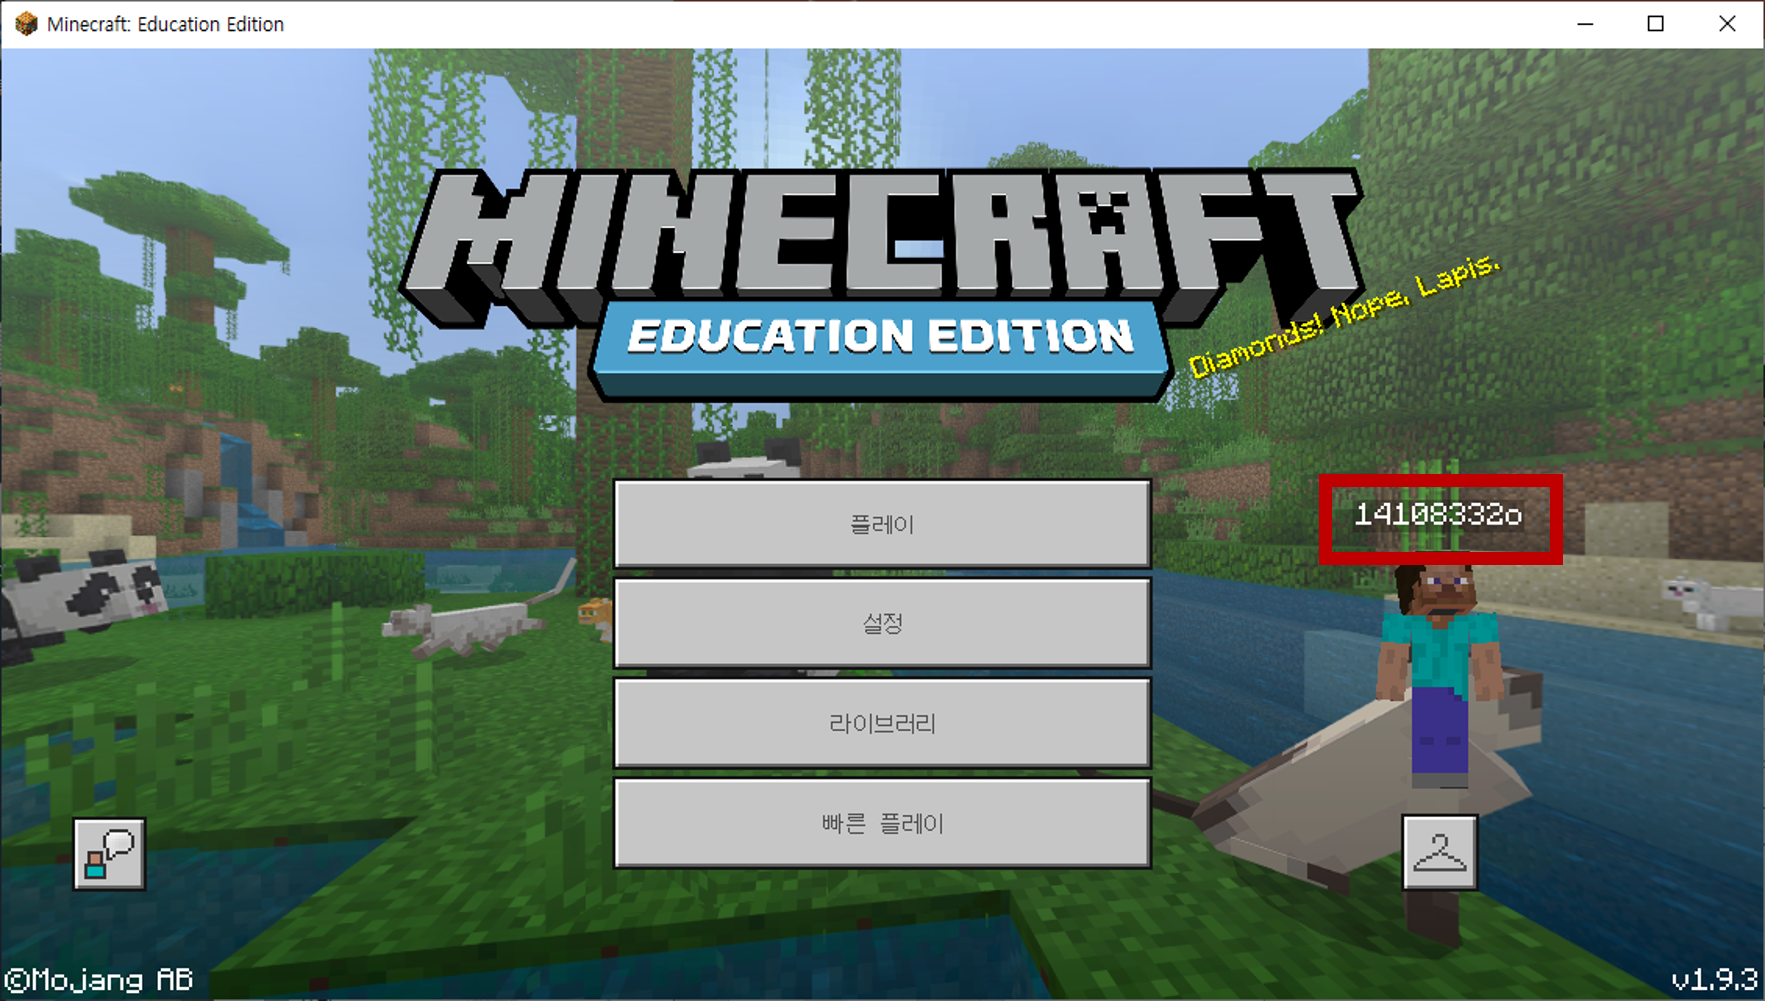 Minecraft: Education Edition
MINECRAFT
EDUCATION EDITION
Diamonds! Nope, Lapis.
플레이
14108332o
설정
라이브러리
빠른 플레이
©Mojang AB
v1.9.3